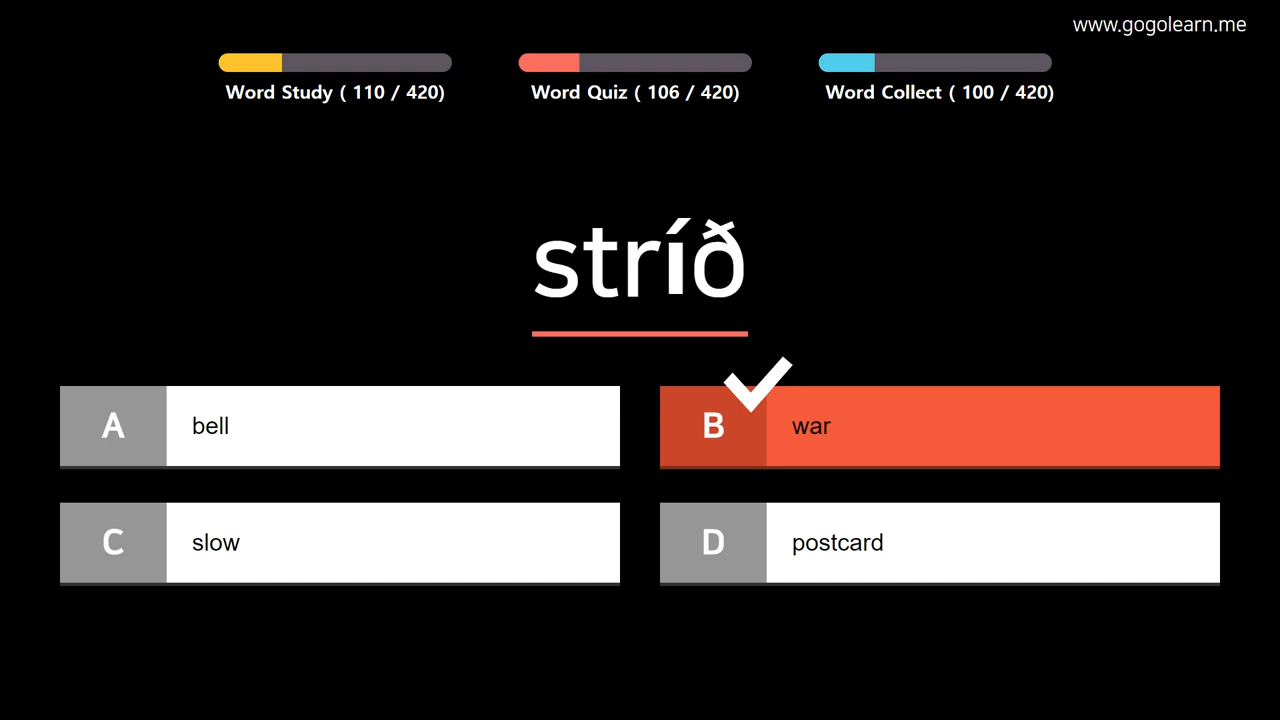 www.gogolearn.me
Word Study ( 110 / 420)
Word Quiz ( 106 / 420)
Word Collect ( 100 / 420)
stríð
A bell
B war
C slow
D postcard